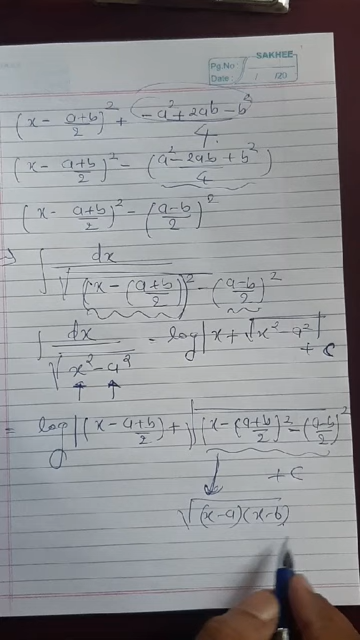 SAKHEE
Pg.No:
Date : / /20
(x - a+b/2)² + -a²+2ab-b²/4
(x - a+b/2)² - (a²-2ab+b²/4)
(x - a+b/2)² - (a-b/2)²
→ ∫ dx/√((x-(a+b/2))² - (a-b/2)²)
∫ dx/√(x²-a²) = log|x+√(x²-a²)| + c
= log|(x-a+b/2)+√((x-(a+b/2)²-(a-b/2)²
+c
√(x-a)(x-b)